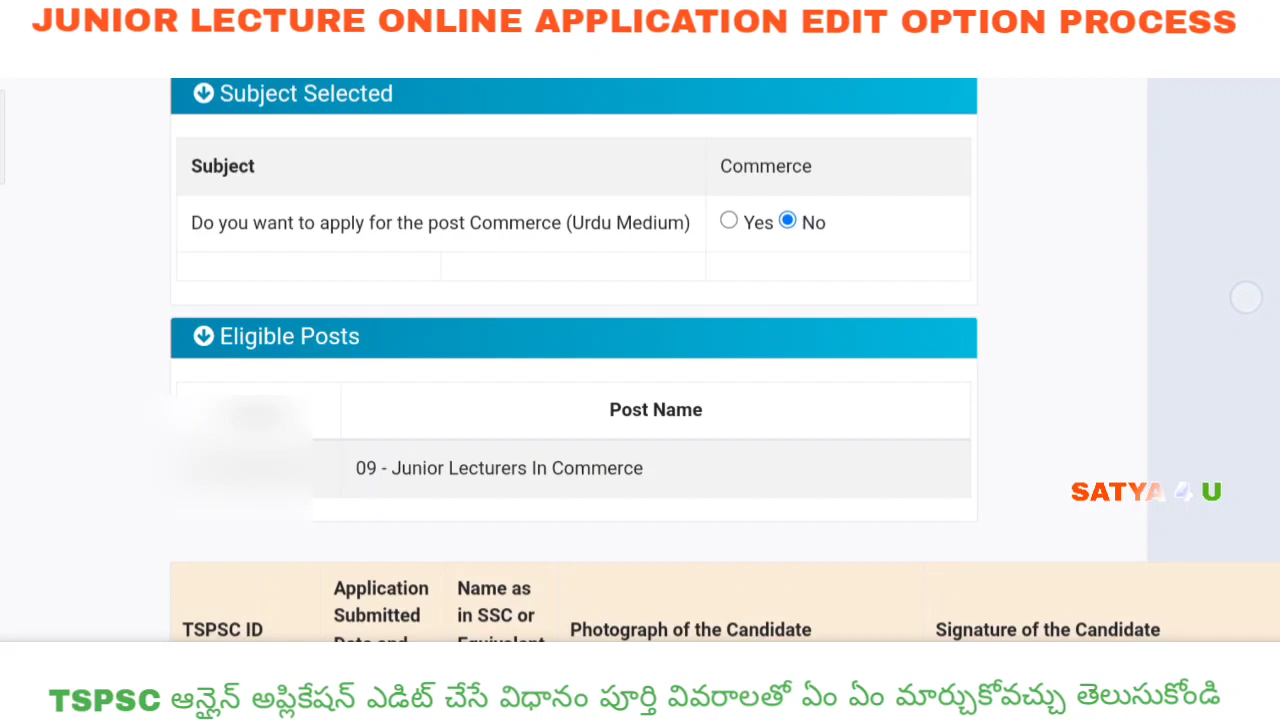 JUNIOR LECTURE ONLINE APPLICATION EDIT OPTION PROCESS
Subject Selected
Subject Commerce
Do you want to apply for the post Commerce (Urdu Medium) Yes No
Eligible Posts
Post Name
09 - Junior Lecturers In Commerce
SATYA 4 U
Application Name as
Submitted in SSC or
TSPSC ID Date and Equivalent Photograph of the Candidate Signature of the Candidate
TSPSC ఆన్లైన్ అప్లికేషన్ ఎడిట్ చేసే విధానం పూర్తి వివరాలతో ఏం ఏం మార్చుకోవచ్చు తెలుసుకోండి